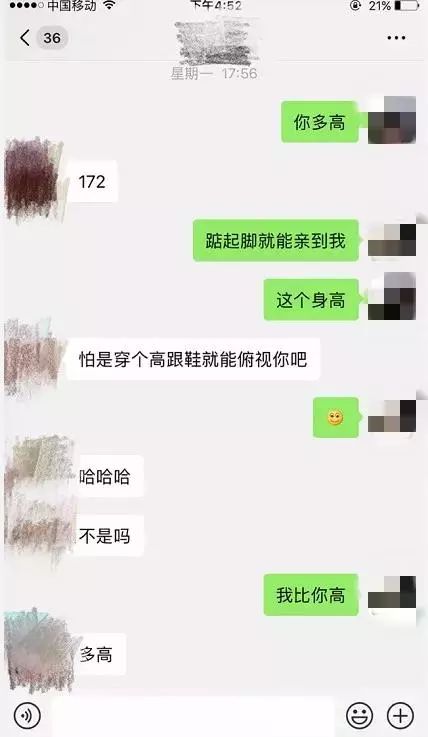 中国移动
下午4:52
21%
36
星期一 17:56
你多高
172
踮起脚就能亲到我
这个身高
怕是穿个高跟鞋就能俯视你吧
哈哈哈
不是吗
我比你高
多高